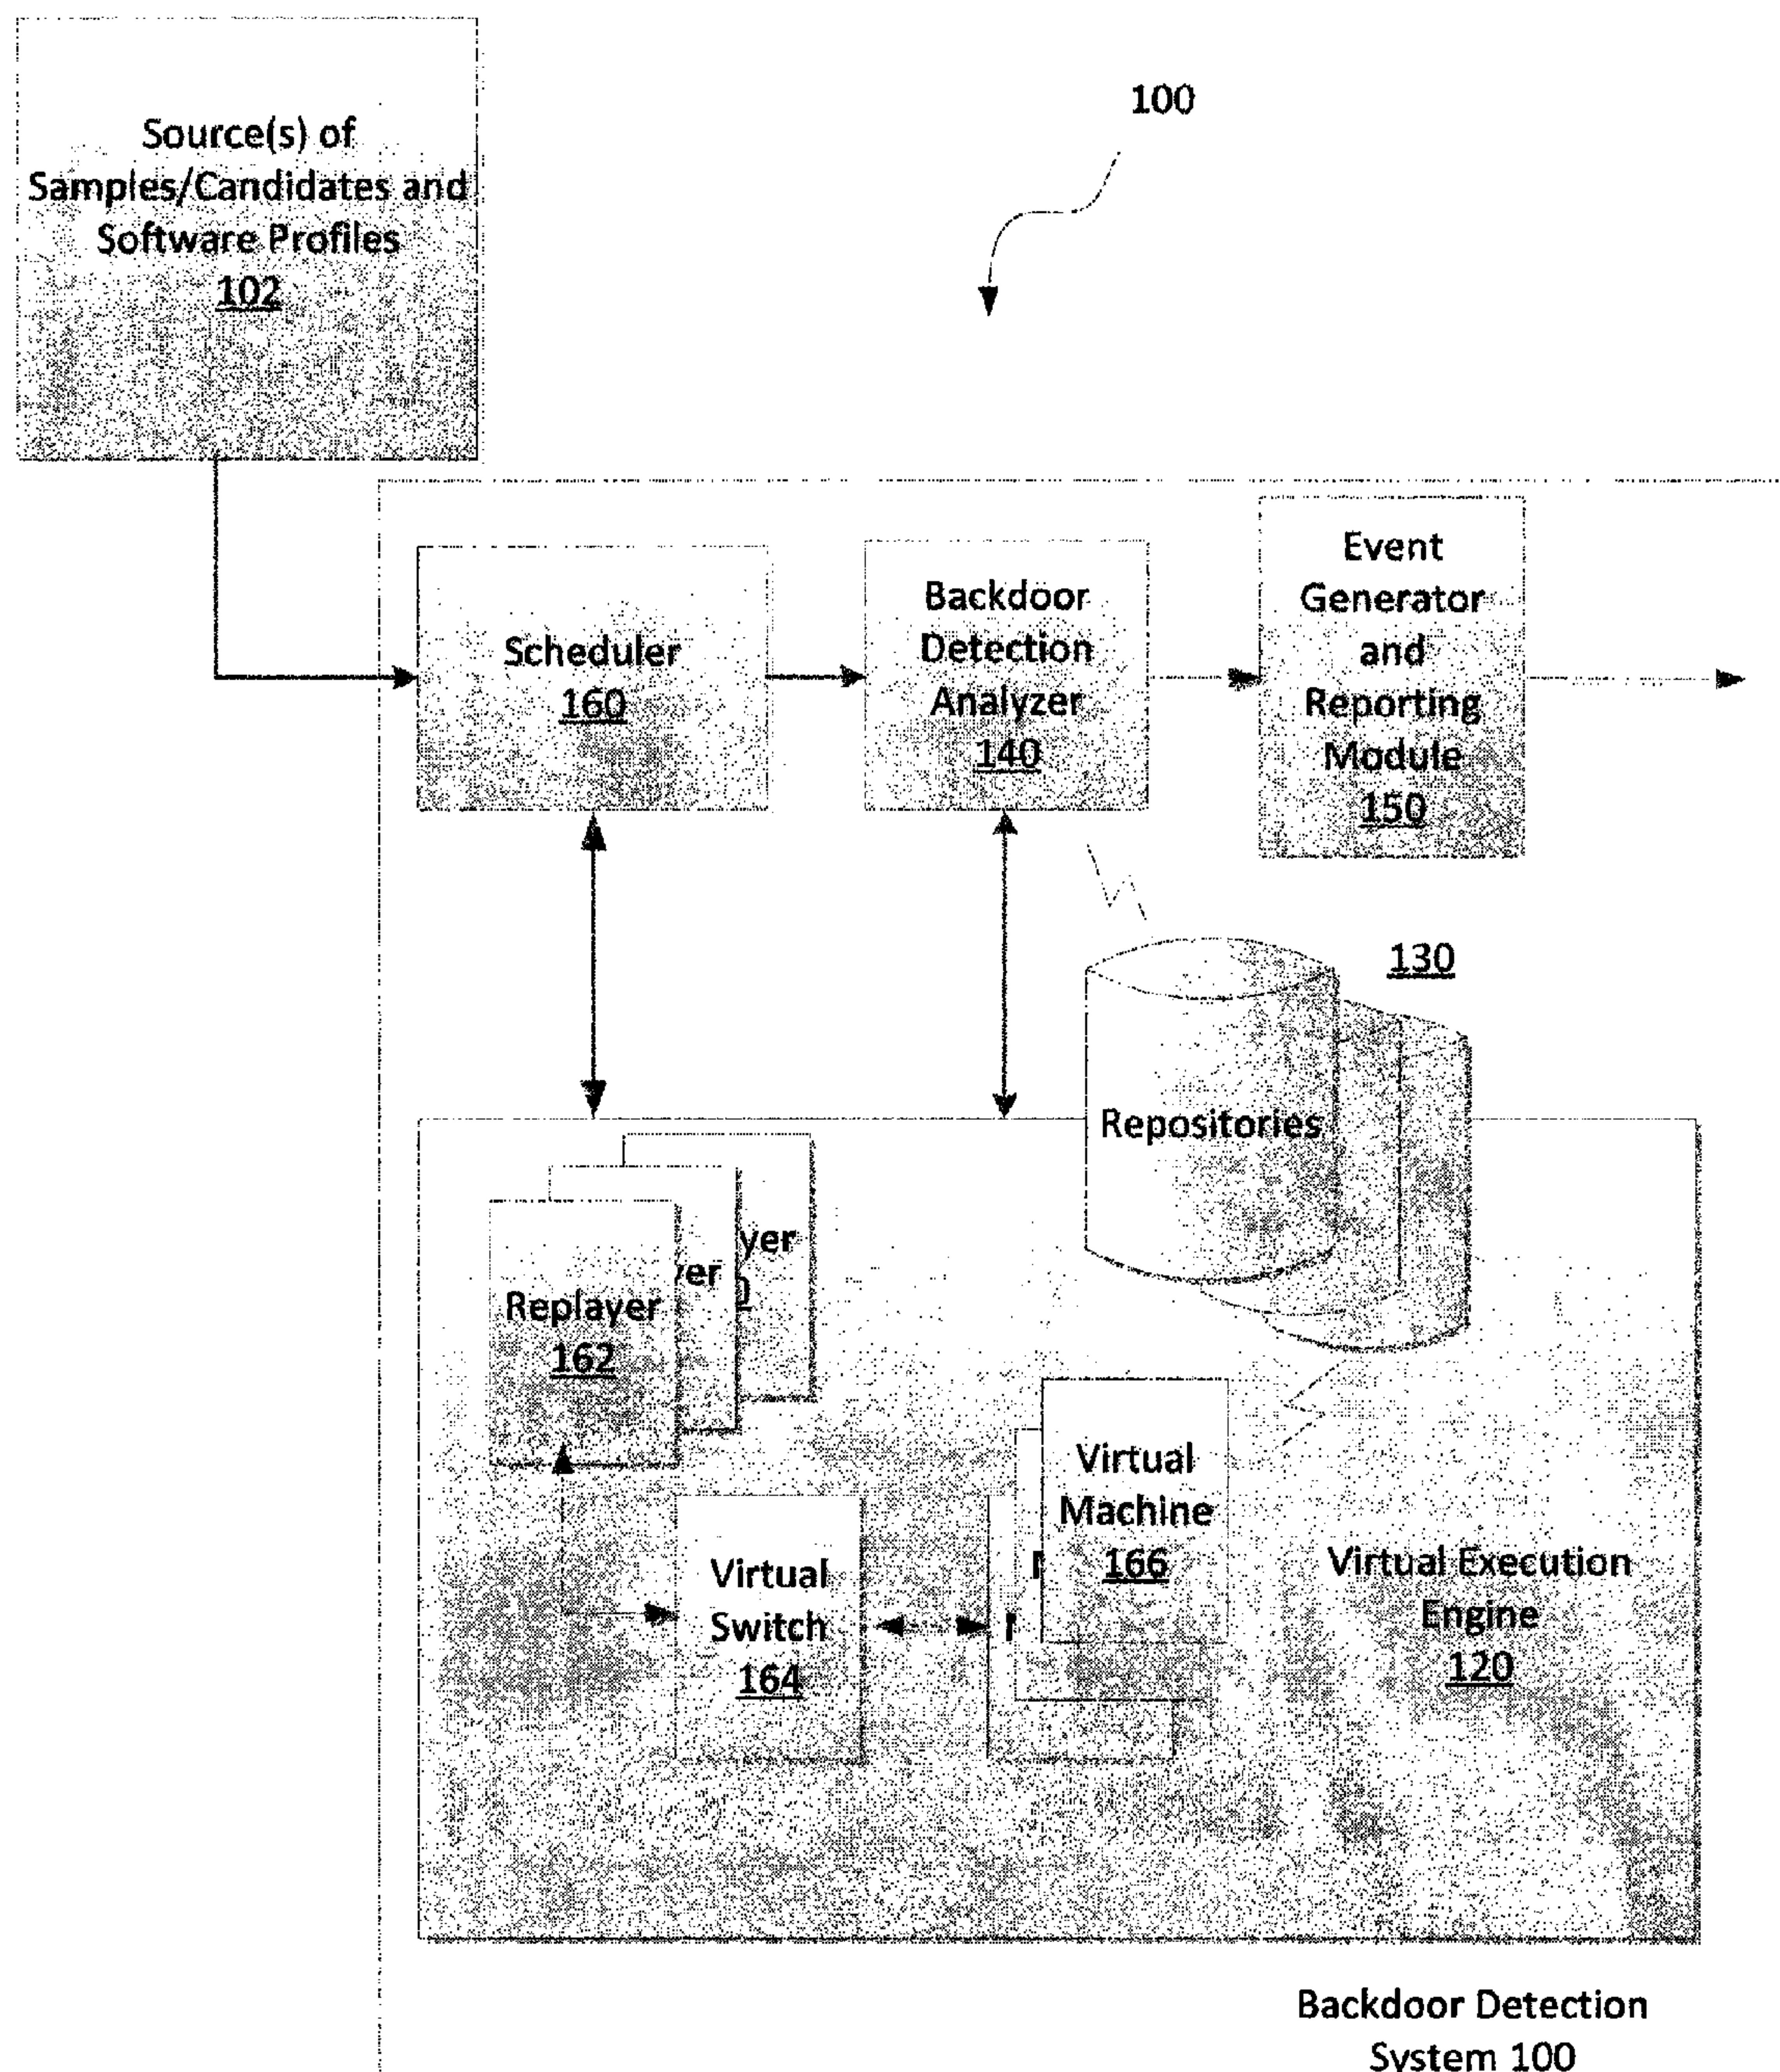 100
Source(s) of
Samples/Candidates and
Software Profiles
102
Scheduler
160
Backdoor
Detection
Analyzer
140
Event
Generator
and
Reporting
Module
150
130
Repositories
yer
Replayer
162
Virtual
Switch
164
Virtual
Machine
166
Virtual Execution
Engine
120
Backdoor Detection
System 100